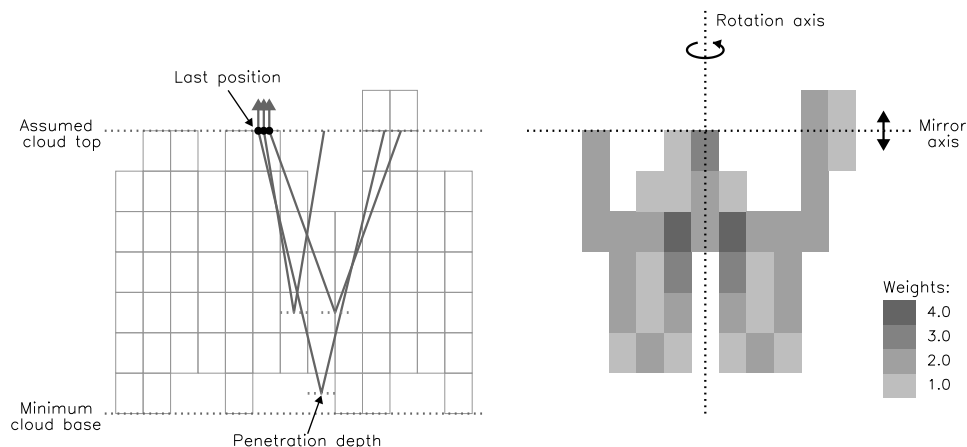 Rotation axis
Last position
Assumed
cloud top
Mirror
axis
Weights:
4.0
3.0
2.0
1.0
Minimum
cloud base
Penetration depth